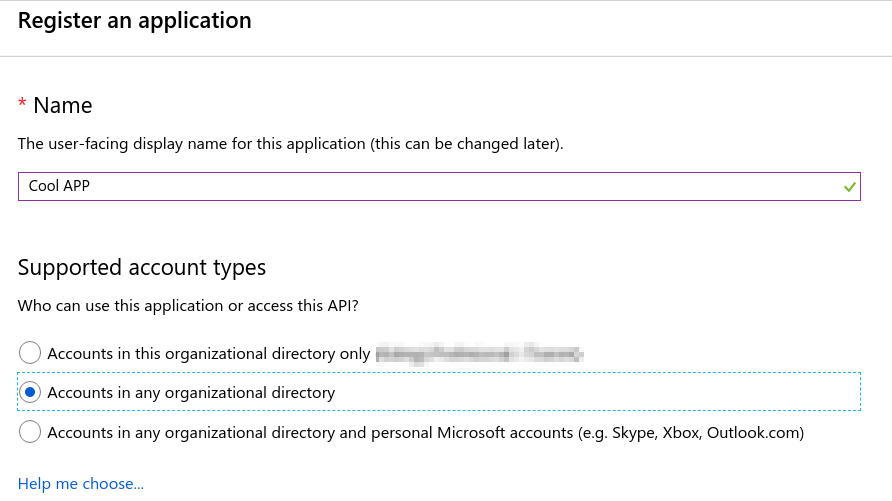 Register an application
* Name
The user-facing display name for this application (this can be changed later).
Cool APP
Supported account types
Who can use this application or access this API?
Accounts in this organizational directory only
Accounts in any organizational directory
Accounts in any organizational directory and personal Microsoft accounts (e.g. Skype, Xbox, Outlook.com)
Help me choose...